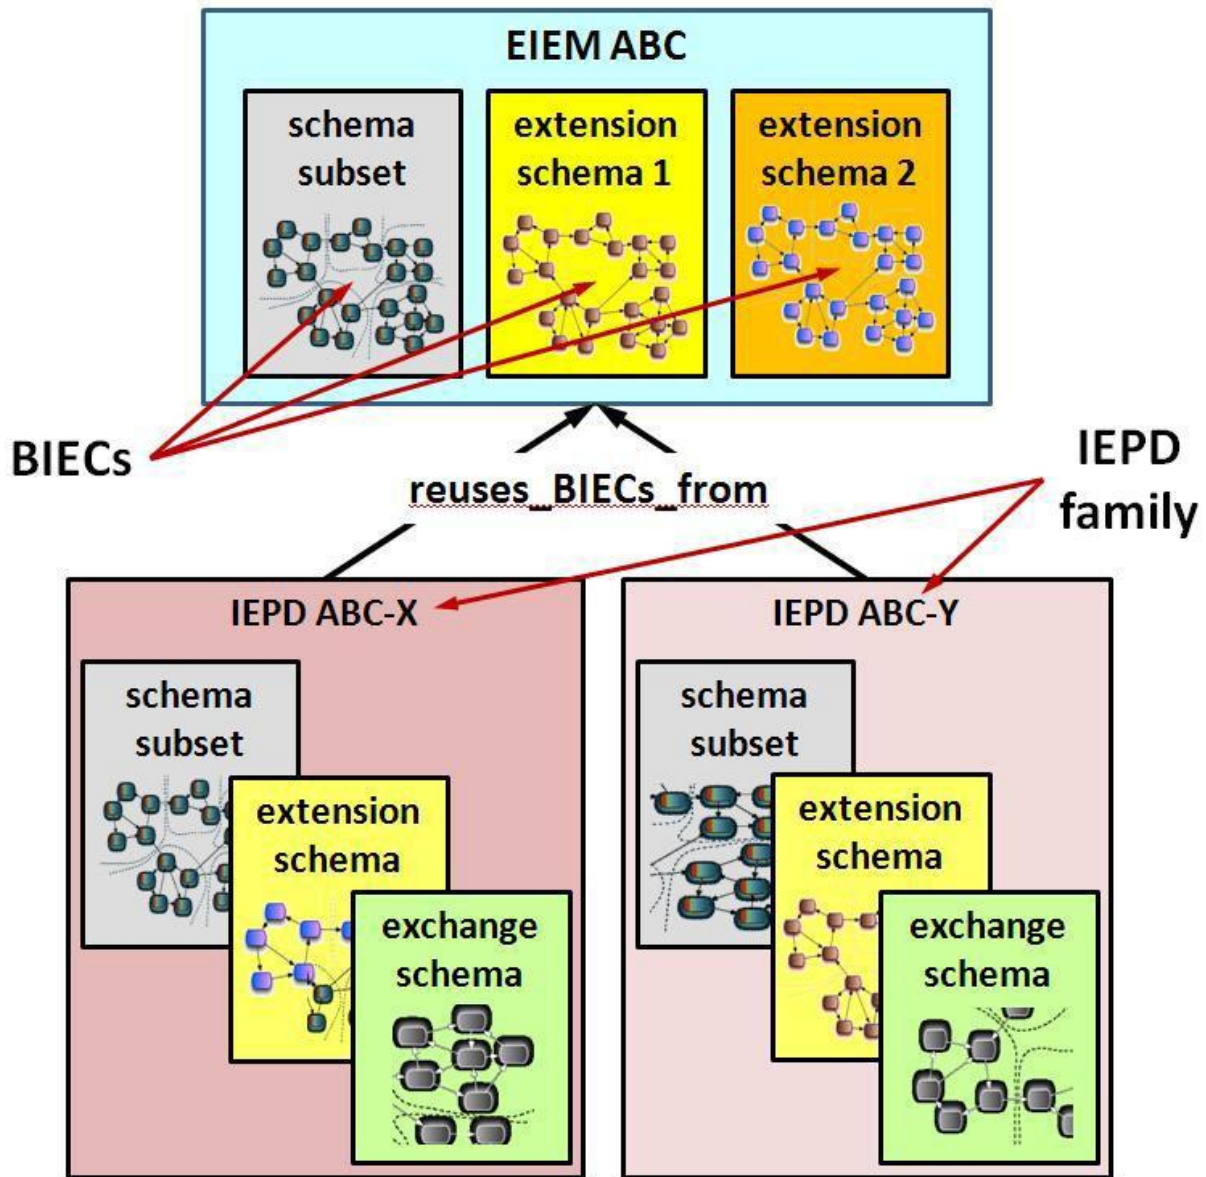 EIEM ABC
schema
subset
extension
schema 1
extension
schema 2
BIECs
reuses_BIECs_from
IEPD
family
IEPD ABC-X
schema
subset
extension
schema
exchange
schema
IEPD ABC-Y
schema
subset
extension
schema
exchange
schema